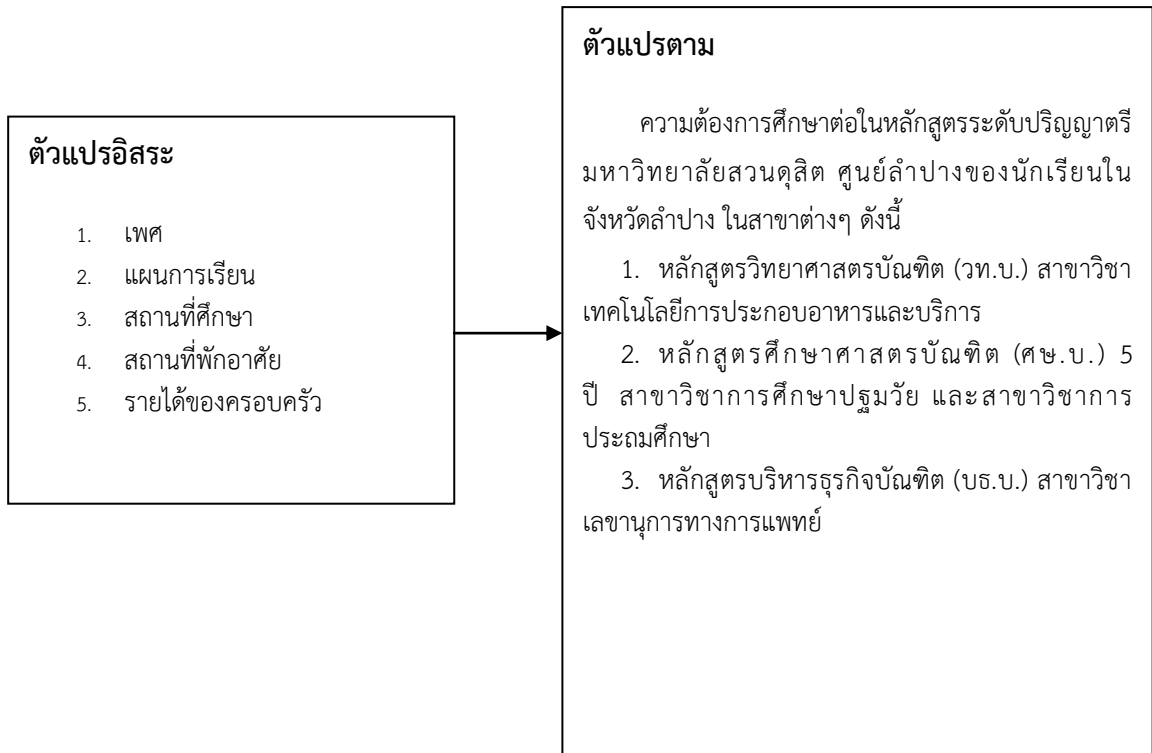 ตัวแปรอิสระ
1. เพศ
2. แผนการเรียน
3. สถานที่ศึกษา
4. สถานที่พักอาศัย
5. รายได้ของครอบครัว
ตัวแปรตาม
ความต้องการศึกษาต่อในหลักสูตรระดับปริญญาตรี
มหาวิทยาลัยสวนดุสิต ศูนย์ลำปางของนักเรียนใน
จังหวัดลำปาง ในสาขาต่างๆ ดังนี้
1. หลักสูตรวิทยาศาสตรบัณฑิต (วท.บ.) สาขาวิชา
เทคโนโลยีการประกอบอาหารและบริการ
2. หลักสูตรศึกษาศาสตรบัณฑิต (ศษ.บ.) 5
ปี สาขาวิชาการศึกษาปฐมวัย และสาขาวิชาการ
ประถมศึกษา
3. หลักสูตรบริหารธุรกิจบัณฑิต (บธ.บ.) สาขาวิชา
เลขานุการทางการแพทย์